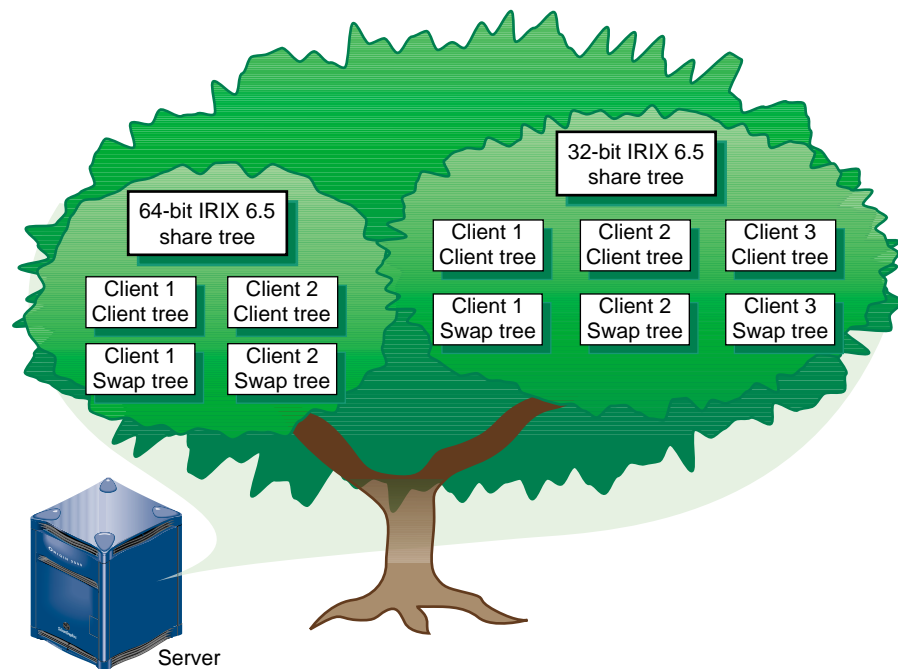 32-bit IRIX 6.5
share tree
64-bit IRIX 6.5
share tree
Client 1
Client tree
Client 2
Client tree
Client 3
Client tree
Client 1
Swap tree
Client 2
Swap tree
Client 3
Swap tree
Client 1
Client tree
Client 2
Client tree
Client 1
Swap tree
Client 2
Swap tree
Server